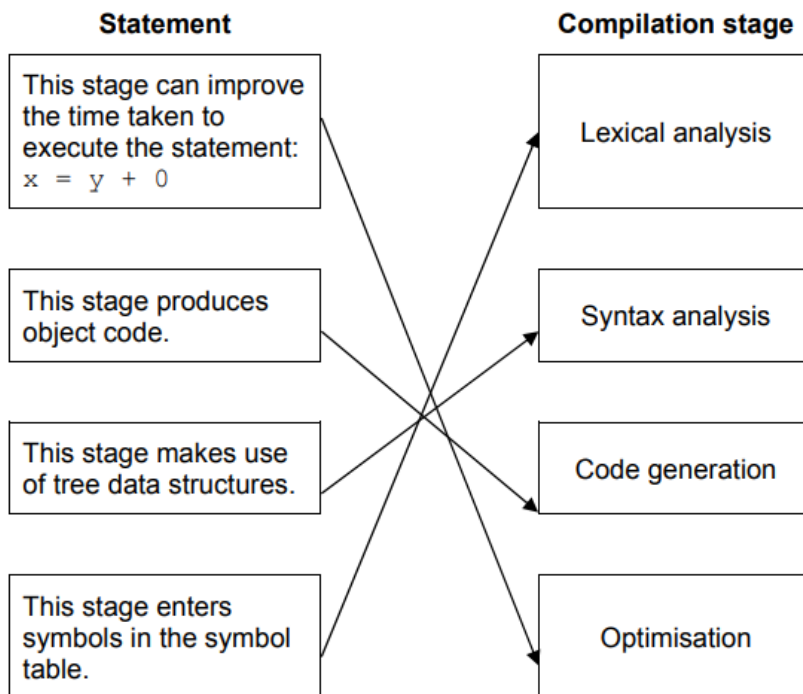 Statement
Compilation stage
This stage can improve
the time taken to
execute the statement:
x = y + 0
Lexical analysis
This stage produces
object code.
Syntax analysis
This stage makes use
of tree data structures.
Code generation
This stage enters
symbols in the symbol
table.
Optimisation